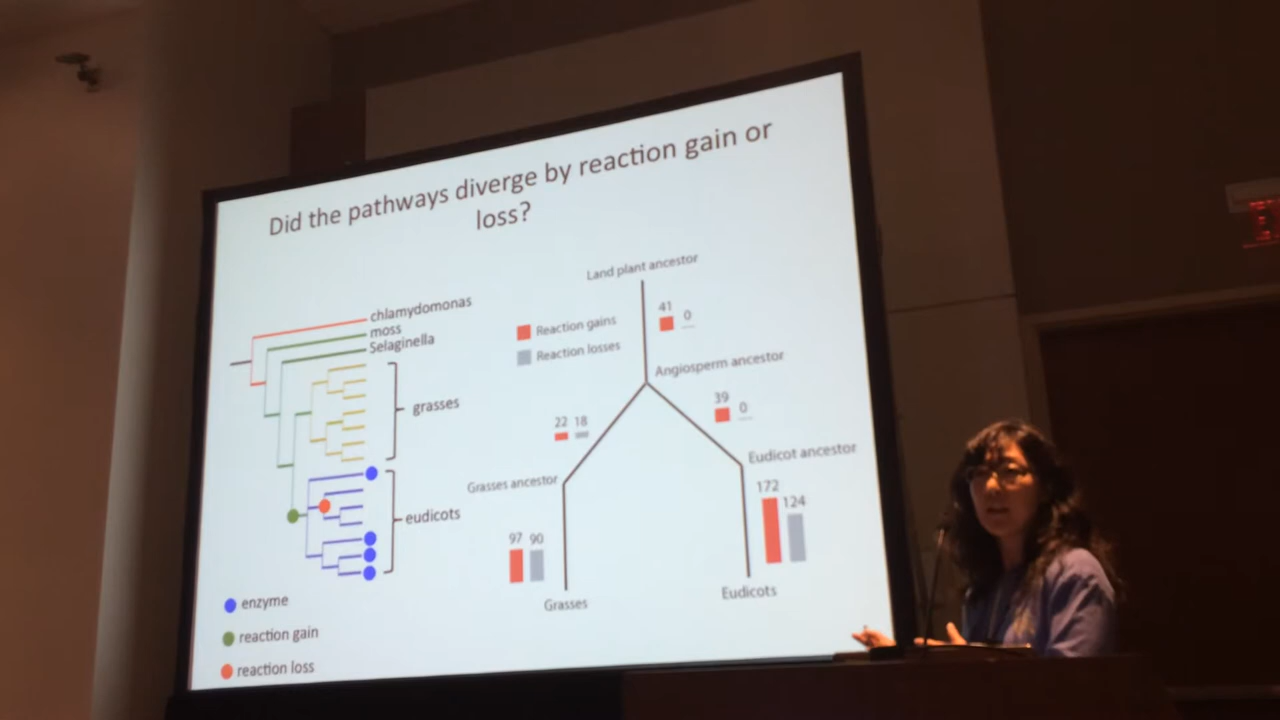 Did the pathways diverge by reaction gain or
loss?
chlamydomonas
moss
Selaginella
grasses
eudicots
enzyme
reaction gain
reaction loss
Reaction gains
Reaction losses
Land plant ancestor
41 0
Angiosperm ancestor
22 18
39 0
Grasses ancestor
Eudicot ancestor
97 90
172 124
Grasses
Eudicots